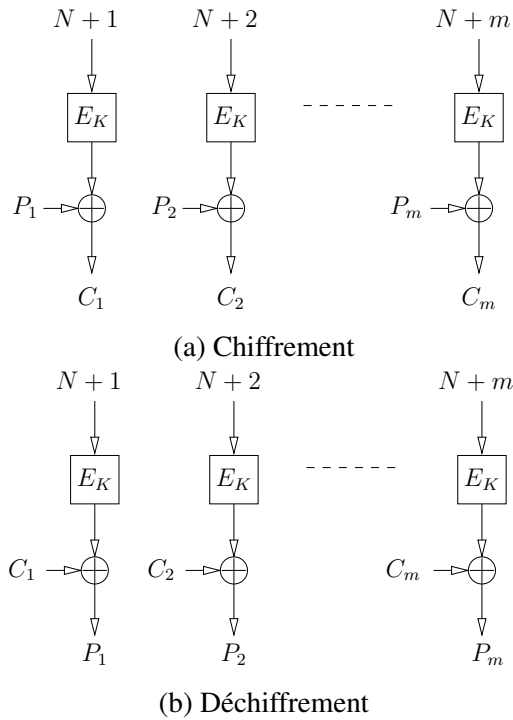 N + 1 N + 2 N + m
E_K E_K E_K
P_1 P_2 P_m
C_1 C_2 C_m
(a) Chiffrement
N + 1 N + 2 N + m
E_K E_K E_K
C_1 C_2 C_m
P_1 P_2 P_m
(b) Déchiffrement